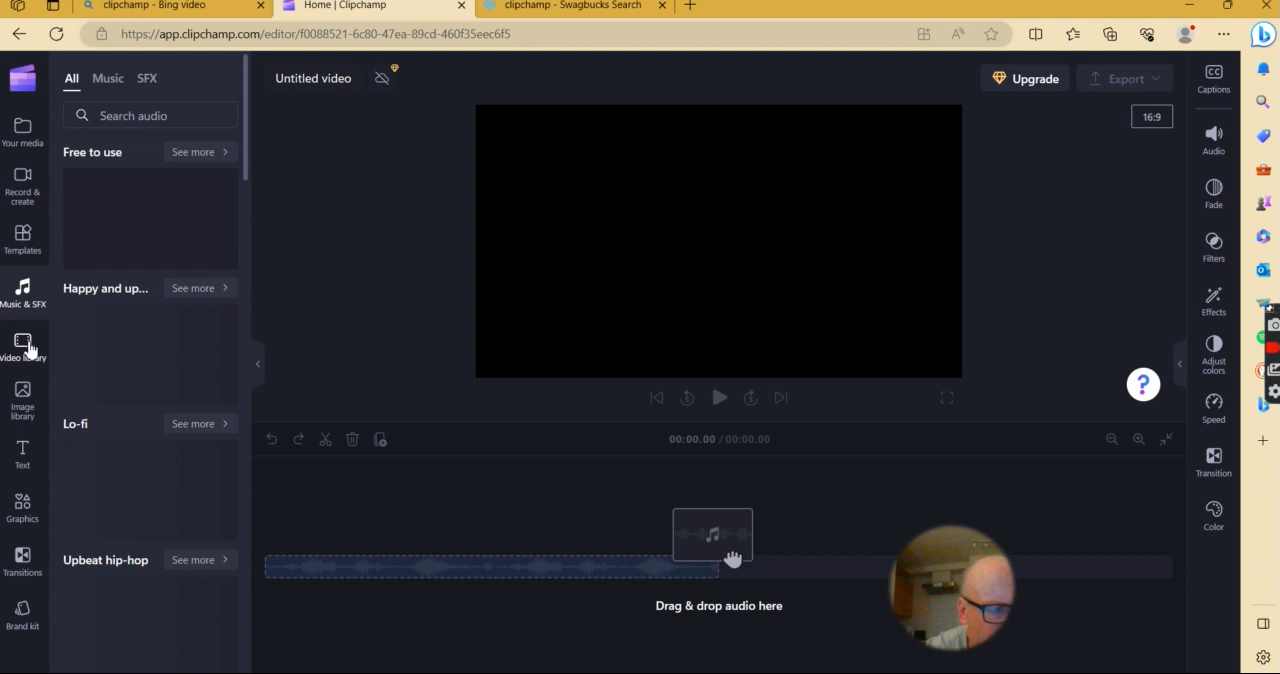 clipchamp - Bing video
Home | Clipchamp
clipchamp - Swagbucks Search
https://app.clipchamp.com/editor/f0088521-6c80-47ea-89cd-460f35eec6f5
All Music SFX
Untitled video
Upgrade
Export
CC
Captions
Search audio
16:9
Your media
Free to use
See more >
Audio
Record &
create
Fade
Templates
Filters
Music & SFX
Happy and up...
See more >
Effects
Video library
Adjust
colors
Image
library
Speed
Lo-fi
See more >
00:00.00 / 00:00.00
Text
Transition
Graphics
Color
Upbeat hip-hop
See more >
Transitions
Drag & drop audio here
Brand kit